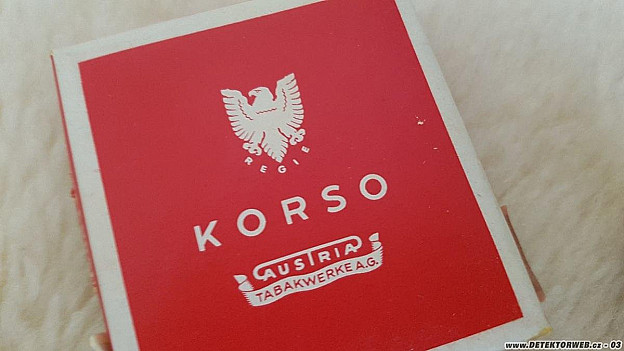 REGIE
KORSO
AUSTRIA
TABAKWERKE A.G.
www.DETEKTORWEB.cz - 03